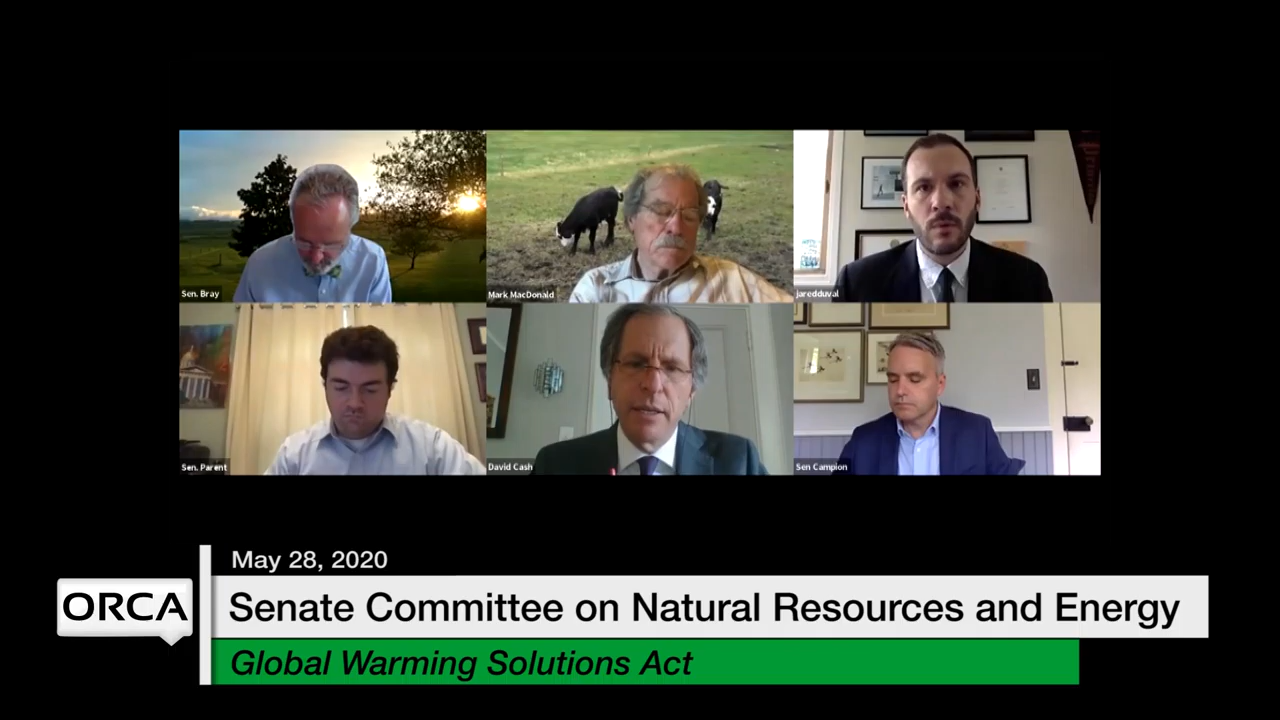 Sen. Bray
Mark MacDonald
jaredduval
Sen. Parent
David Cash
Sen Campion
May 28, 2020
ORCA
Senate Committee on Natural Resources and Energy
Global Warming Solutions Act